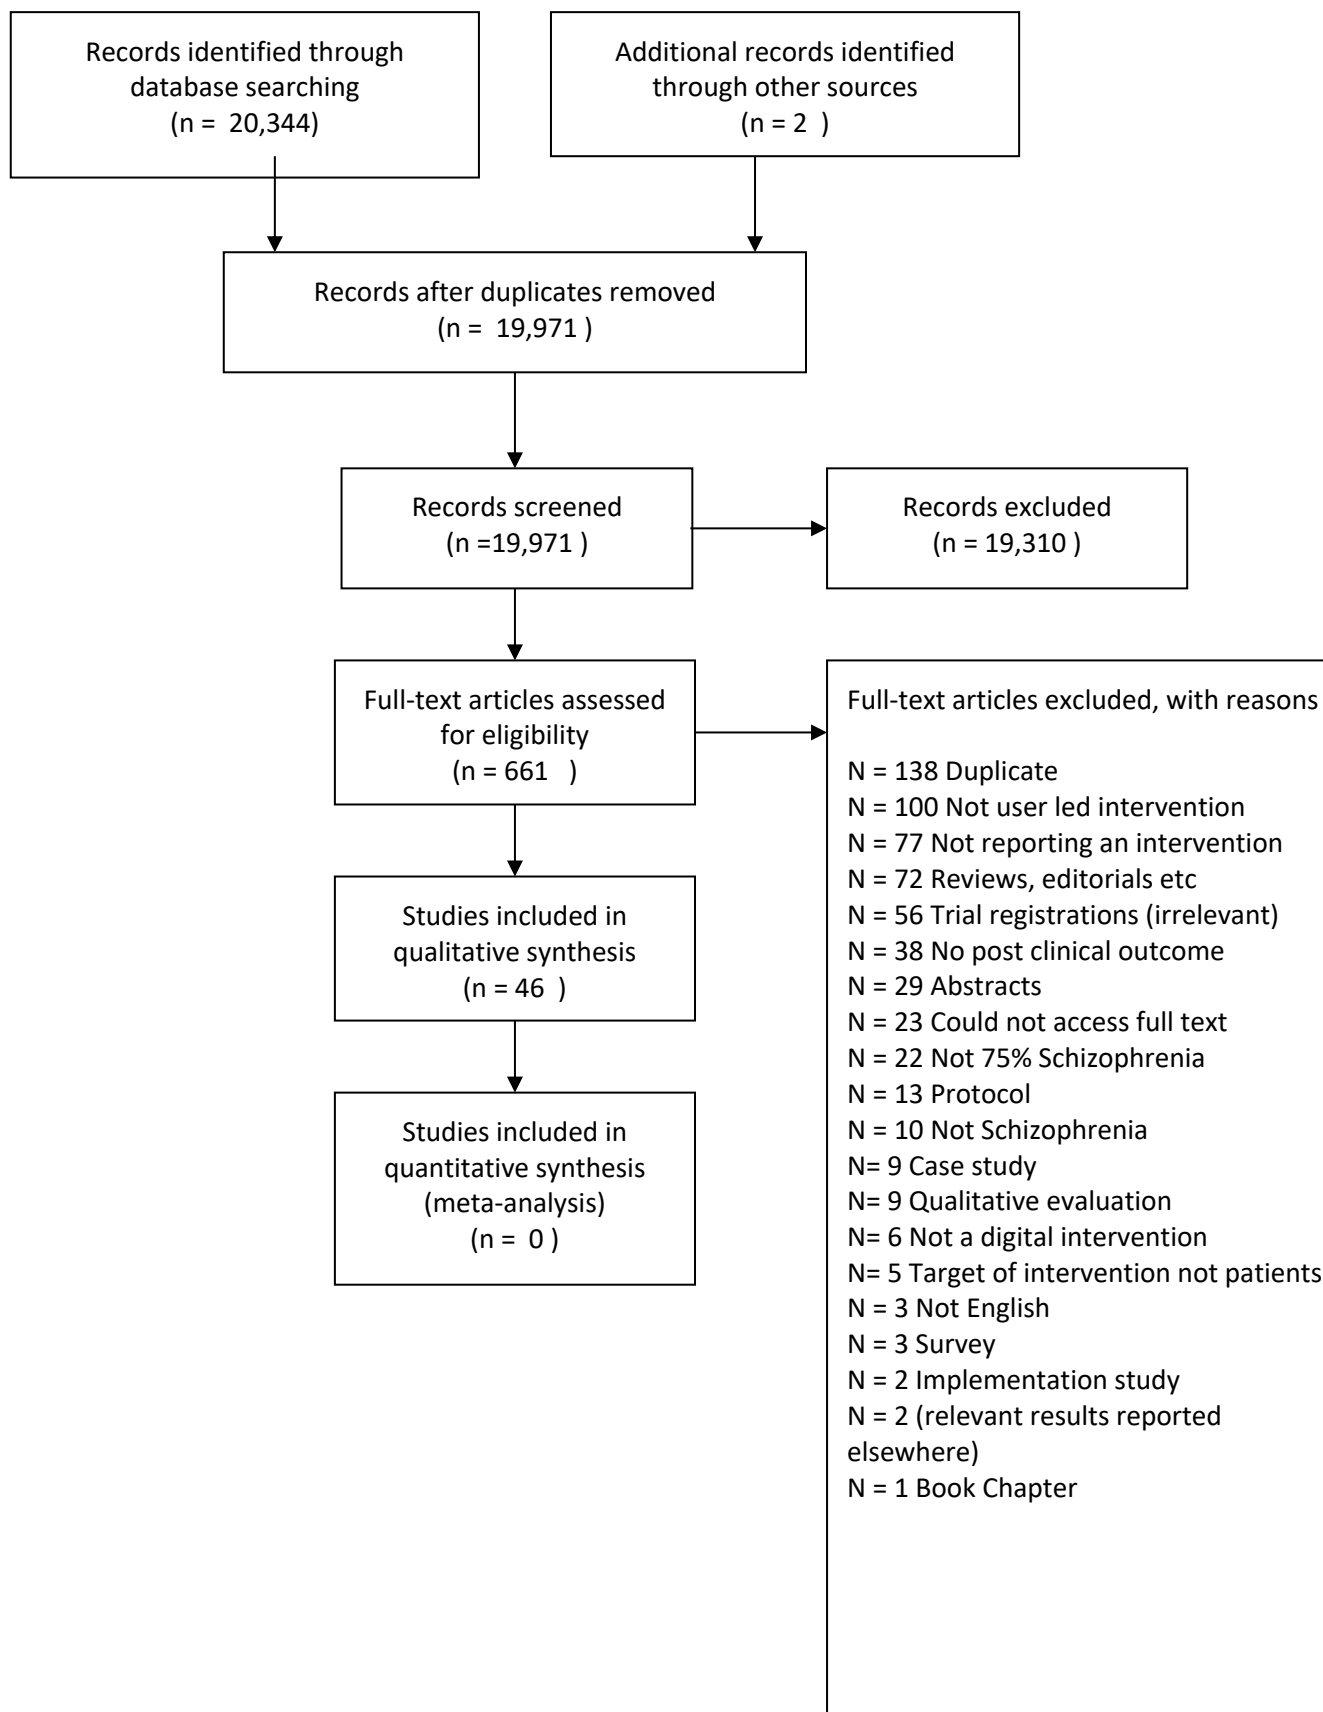 Records identified through
database searching
(n =  20,344)
Additional records identified
through other sources
(n = 2  )
Records after duplicates removed
(n =  19,971 )
Records screened
(n =19,971 )
Records excluded
(n = 19,310 )
Full-text articles assessed
for eligibility
(n = 661   )
Full-text articles excluded, with reasons
N = 138 Duplicate
N = 100 Not user led intervention
N = 77 Not reporting an intervention
N = 72 Reviews, editorials etc
N = 56 Trial registrations (irrelevant)
N = 38 No post clinical outcome
N = 29 Abstracts
N = 23 Could not access full text
N = 22 Not 75% Schizophrenia
N = 13 Protocol
N = 10 Not Schizophrenia
N= 9 Case study
N= 9 Qualitative evaluation
N= 6 Not a digital intervention
N= 5 Target of intervention not patients
N = 3 Not English
N = 3 Survey
N = 2 Implementation study
N = 2 (relevant results reported
elsewhere)
N = 1 Book Chapter
Studies included in
qualitative synthesis
(n = 46  )
Studies included in
quantitative synthesis
(meta-analysis)
(n =  0 )